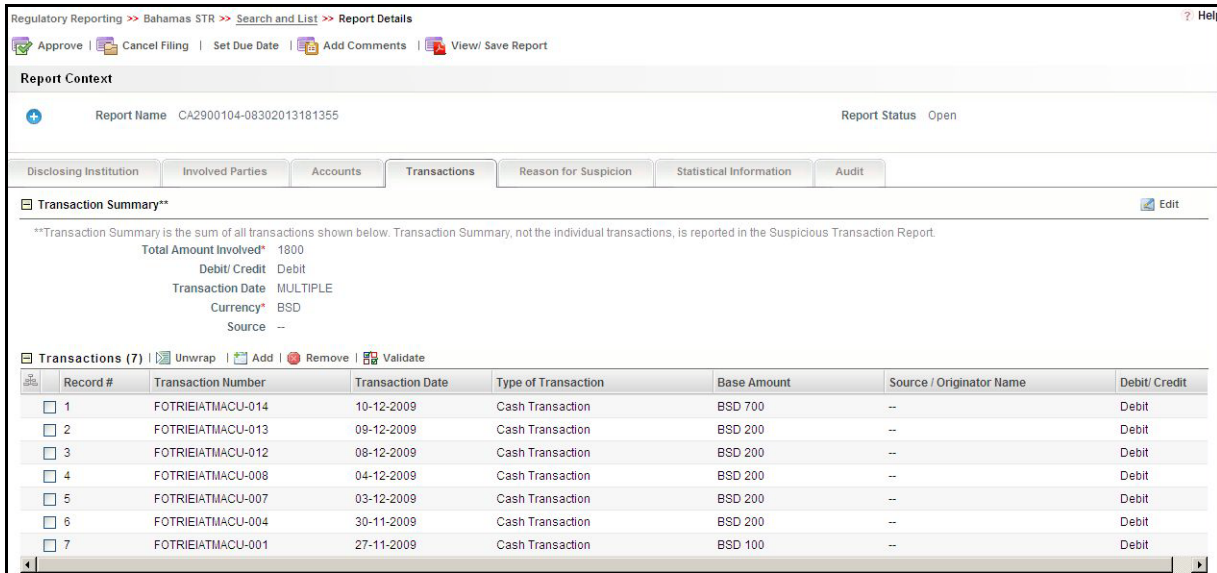 Regulatory Reporting >> Bahamas STR >> Search and List >> Report Details ? Help
Approve | Cancel Filing | Set Due Date | Add Comments | View/ Save Report
Report Context
Report Name CA2900104-08302013181355 Report Status Open
Disclosing Institution Involved Parties Accounts Transactions Reason for Suspicion Statistical Information Audit
Transaction Summary** Edit
**Transaction Summary is the sum of all transactions shown below. Transaction Summary, not the individual transactions, is reported in the Suspicious Transaction Report.
Total Amount Involved* 1800
Debit/ Credit Debit
Transaction Date MULTIPLE
Currency* BSD
Source --
Transactions (7) | Unwrap | Add | Remove | Validate
Record # Transaction Number Transaction Date Type of Transaction Base Amount Source / Originator Name Debit/ Credit
1 FOTRIEIATMACU-014 10-12-2009 Cash Transaction BSD 700 -- Debit
2 FOTRIEIATMACU-013 09-12-2009 Cash Transaction BSD 200 -- Debit
3 FOTRIEIATMACU-012 08-12-2009 Cash Transaction BSD 200 -- Debit
4 FOTRIEIATMACU-008 04-12-2009 Cash Transaction BSD 200 -- Debit
5 FOTRIEIATMACU-007 03-12-2009 Cash Transaction BSD 200 -- Debit
6 FOTRIEIATMACU-004 30-11-2009 Cash Transaction BSD 200 -- Debit
7 FOTRIEIATMACU-001 27-11-2009 Cash Transaction BSD 100 -- Debit